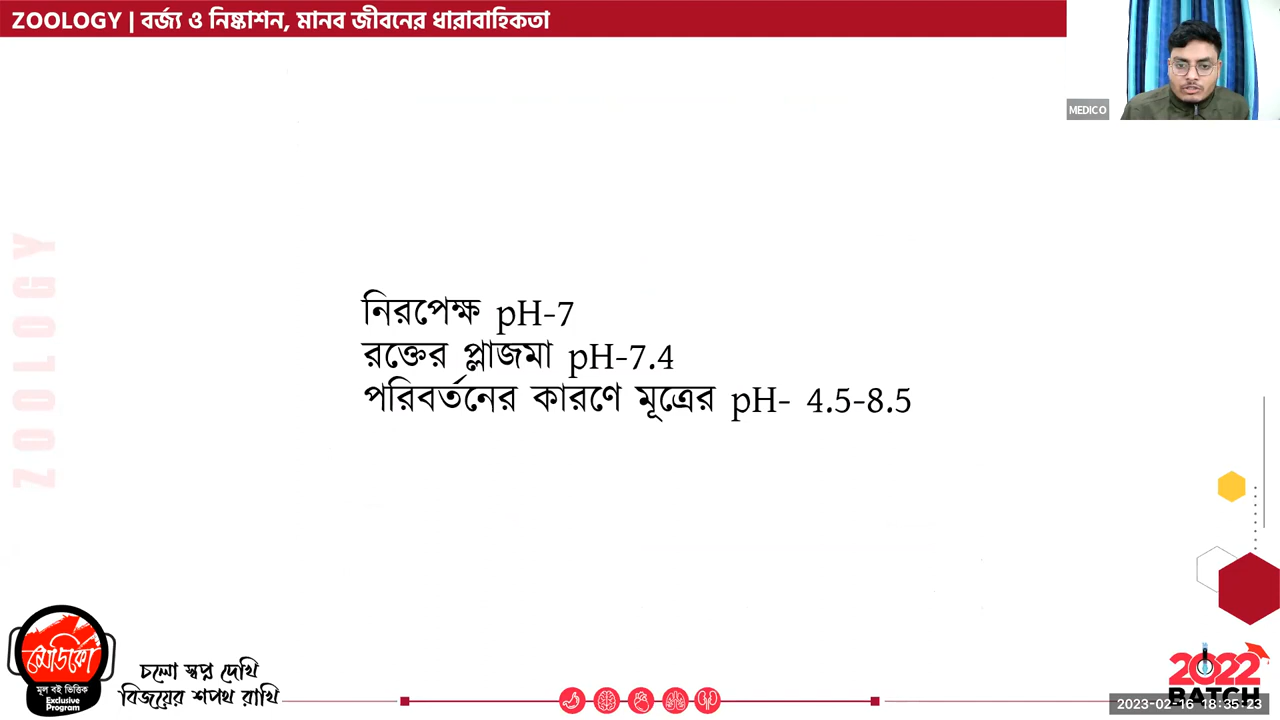 ZOOLOGY | বর্জ্য ও নিষ্কাশন, মানব জীবনের ধারাবাহিকতা
MEDICO
ZOOLOGY
নিরপেক্ষ pH-7
রক্তের প্লাজমা pH-7.4
পরিবর্তনের কারণে মূত্রের pH- 4.5-8.5
মেডিকো
মূল বই ভিত্তিক
Exclusive
Program
চলো স্বপ্ন দেখি
বিজয়ের শপথ রাখি
2022
BATCH
2023-02-16 18:35:23